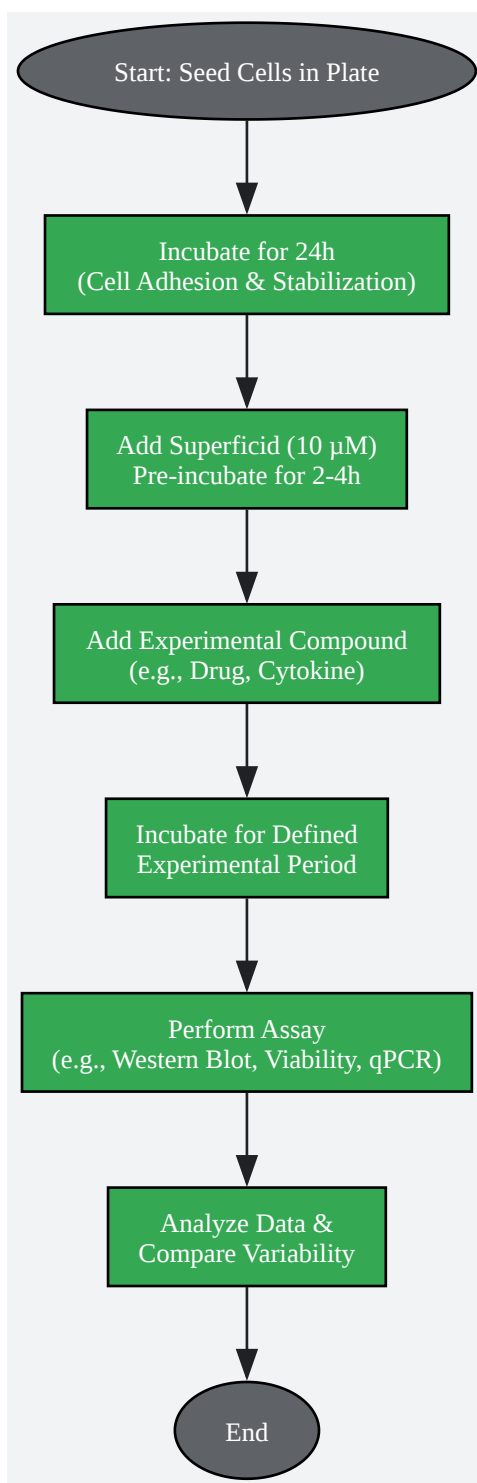 Start: Seed Cells in Plate
Incubate for 24h
(Cell Adhesion & Stabilization)
Add Superficid (10 µM)
Pre-incubate for 2-4h
Add Experimental Compound
(e.g., Drug, Cytokine)
Incubate for Defined
Experimental Period
Perform Assay
(e.g., Western Blot, Viability, qPCR)
Analyze Data &
Compare Variability
End